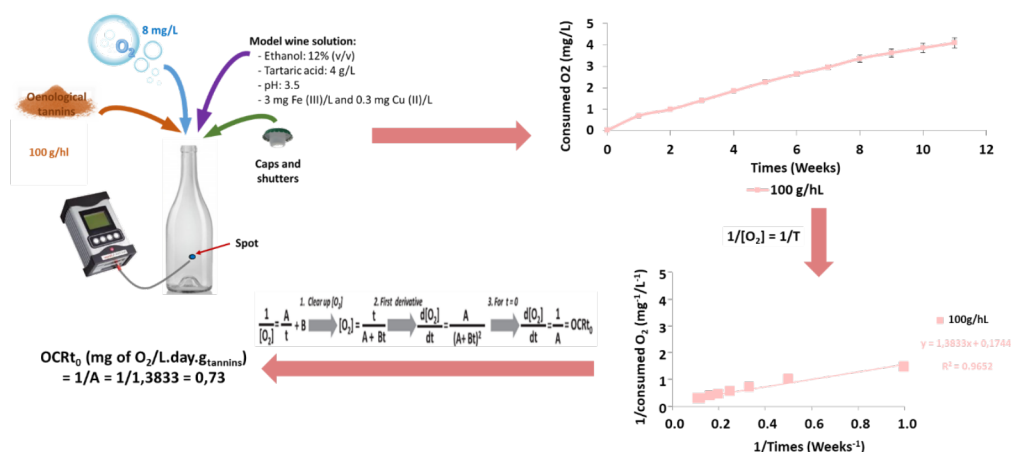 O2
8 mg/L
Model wine solution:
- Ethanol: 12% (v/v)
- Tartaric acid: 4 g/L
- pH: 3.5
- 3 mg Fe (III)/L and 0.3 mg Cu (II)/L
Oenological
tannins
100 g/hl
Caps and
shutters
Spot
Consumed O2 (mg/L)
5
4
3
2
1
0
0 2 4 6 8 10 12
Times (Weeks)
100 g/hL
1/[O₂] = 1/T
1/consumed O₂ (mg⁻¹/L⁻¹)
5
4
3
2
1
0
0.0 0.2 0.4 0.6 0.8 1.0
1/Times (Weeks⁻¹)
100g/hL
y = 1,3833x + 0,1744
R² = 0.9652
1. Clear up [O₂] 2. First derivative 3. For t = 0
1/[O₂] = A/t + B [O₂] = t/(A + Bt) d[O₂]/dt = A/(A+ Bt)² d[O₂]/dt = 1/A = OCRt₀
OCRt₀ (mg of O₂/L.day.g tannins)
= 1/A = 1/1,3833 = 0,73